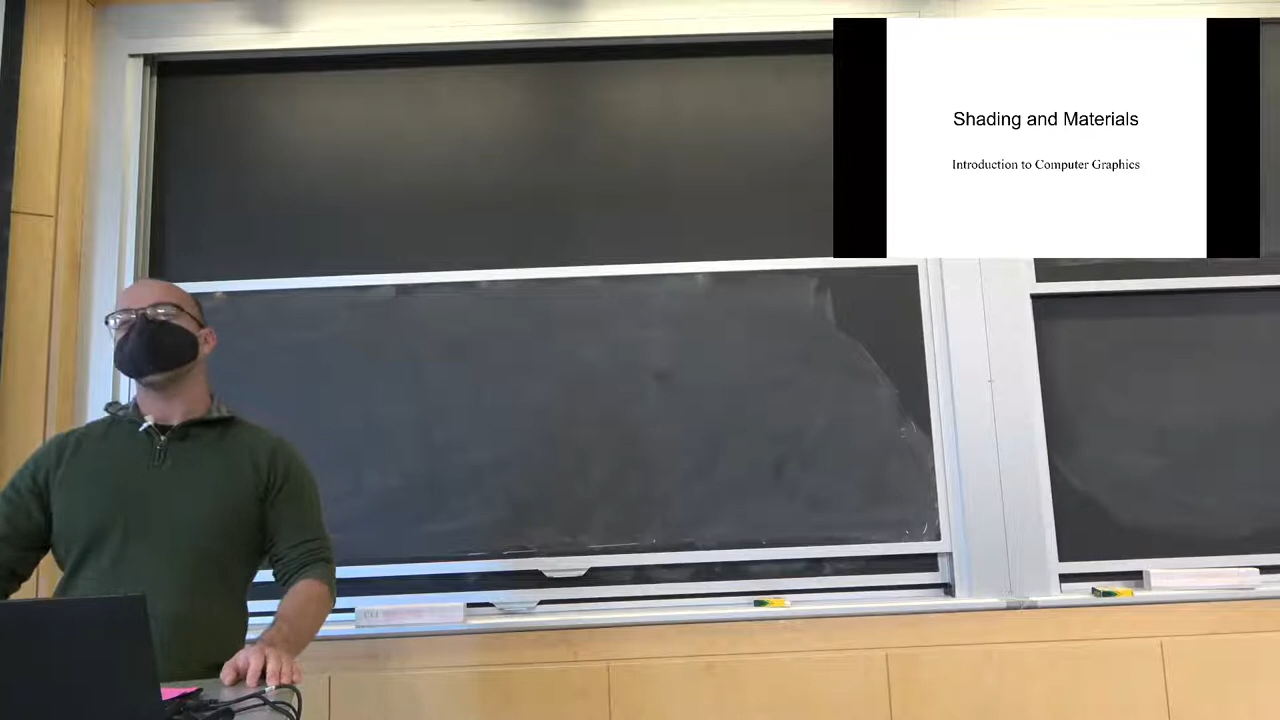 Shading and Materials
Introduction to Computer Graphics